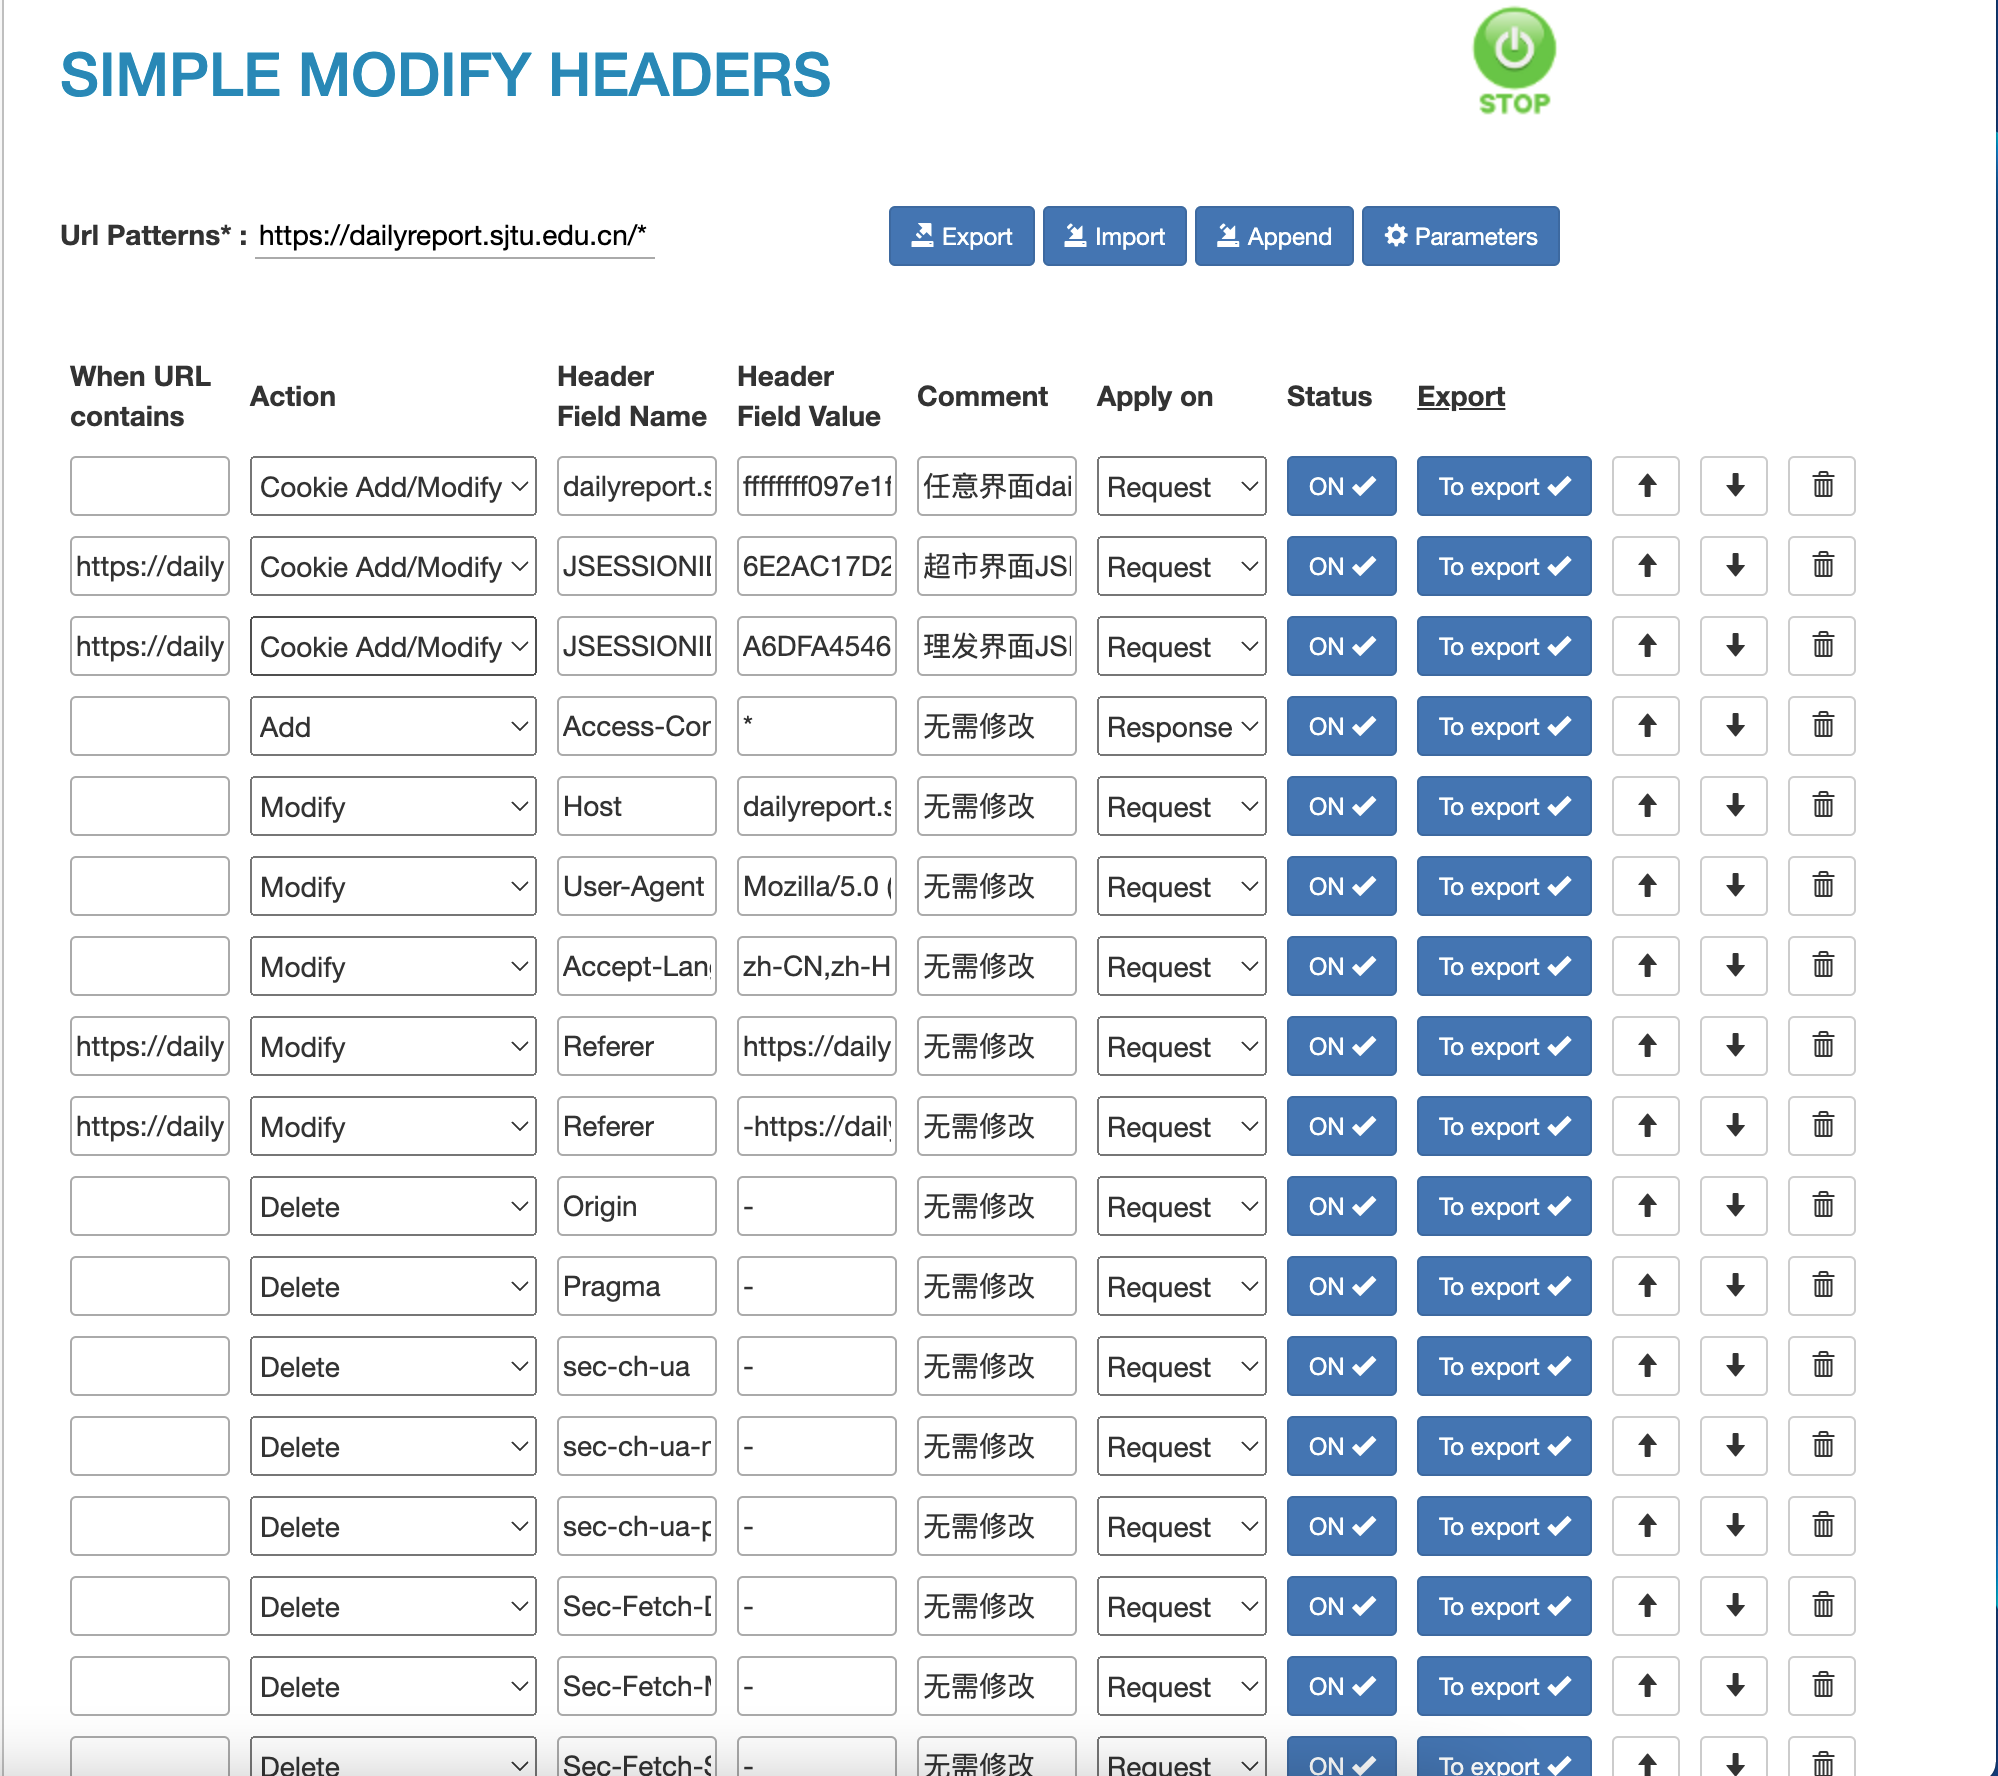 SIMPLE MODIFY HEADERS
STOP
Url Patterns* : https://dailyreport.sjtu.edu.cn/*
Export Import Append Parameters
When URL contains Action Header Field Name Header Field Value Comment Apply on Status Export
Cookie Add/Modify dailyreport.s ffffffff097e1f 任意界面dai Request ON To export
https://daily Cookie Add/Modify JSESSIONID 6E2AC17D2 超市界面JSE Request ON To export
https://daily Cookie Add/Modify JSESSIONID A6DFA4546 理发界面JSE Request ON To export
Add Access-Con * 无需修改 Response ON To export
Modify Host dailyreport.s 无需修改 Request ON To export
Modify User-Agent Mozilla/5.0 ( 无需修改 Request ON To export
Modify Accept-Lang zh-CN,zh-H 无需修改 Request ON To export
https://daily Modify Referer https://daily 无需修改 Request ON To export
https://daily Modify Referer -https://daily 无需修改 Request ON To export
Delete Origin - 无需修改 Request ON To export
Delete Pragma - 无需修改 Request ON To export
Delete sec-ch-ua - 无需修改 Request ON To export
Delete sec-ch-ua-m - 无需修改 Request ON To export
Delete sec-ch-ua-p - 无需修改 Request ON To export
Delete Sec-Fetch-D - 无需修改 Request ON To export
Delete Sec-Fetch-M - 无需修改 Request ON To export
Delete Sec-Fetch-S - 无需修改 Request ON To export